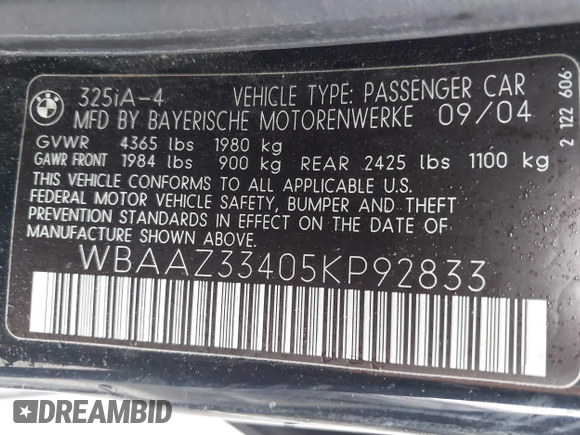 BMW
325iA-4 VEHICLE TYPE: PASSENGER CAR
MFD BY BAYERISCHE MOTORENWERKE 09/04
GVWR 4365 lbs 1980 kg
GAWR FRONT 1984 lbs 900 kg REAR 2425 lbs 1100 kg
THIS VEHICLE CONFORMS TO ALL APPLICABLE U.S.
FEDERAL MOTOR VEHICLE SAFETY, BUMPER AND THEFT
PREVENTION STANDARDS IN EFFECT ON THE DATE OF
MANUFACTURE SHOWN ABOVE.
WBAAZ33405KP92833
2 122 606
DREAMBID